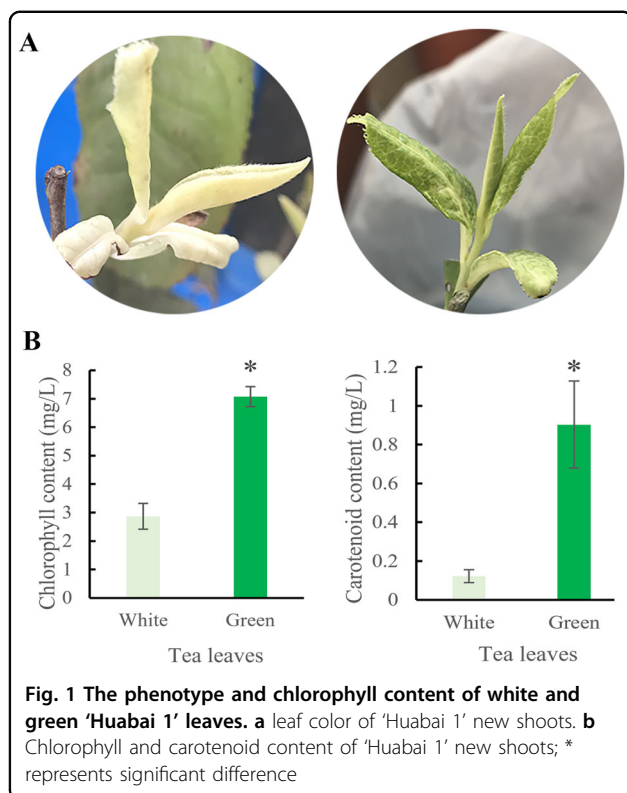 A
B
*
8
7
6
5
4
3
2
1
0
Chlorophyll content (mg/L)
White Green
Tea leaves
*
1.2
1
0.8
0.6
0.4
0.2
0
Carotenoid content (mg/L)
White Green
Tea leaves
Fig. 1 The phenotype and chlorophyll content of white and
green ‘Huabai 1’ leaves. a leaf color of ‘Huabai 1’ new shoots. b
Chlorophyll and carotenoid content of ‘Huabai 1’ new shoots; *
represents significant difference